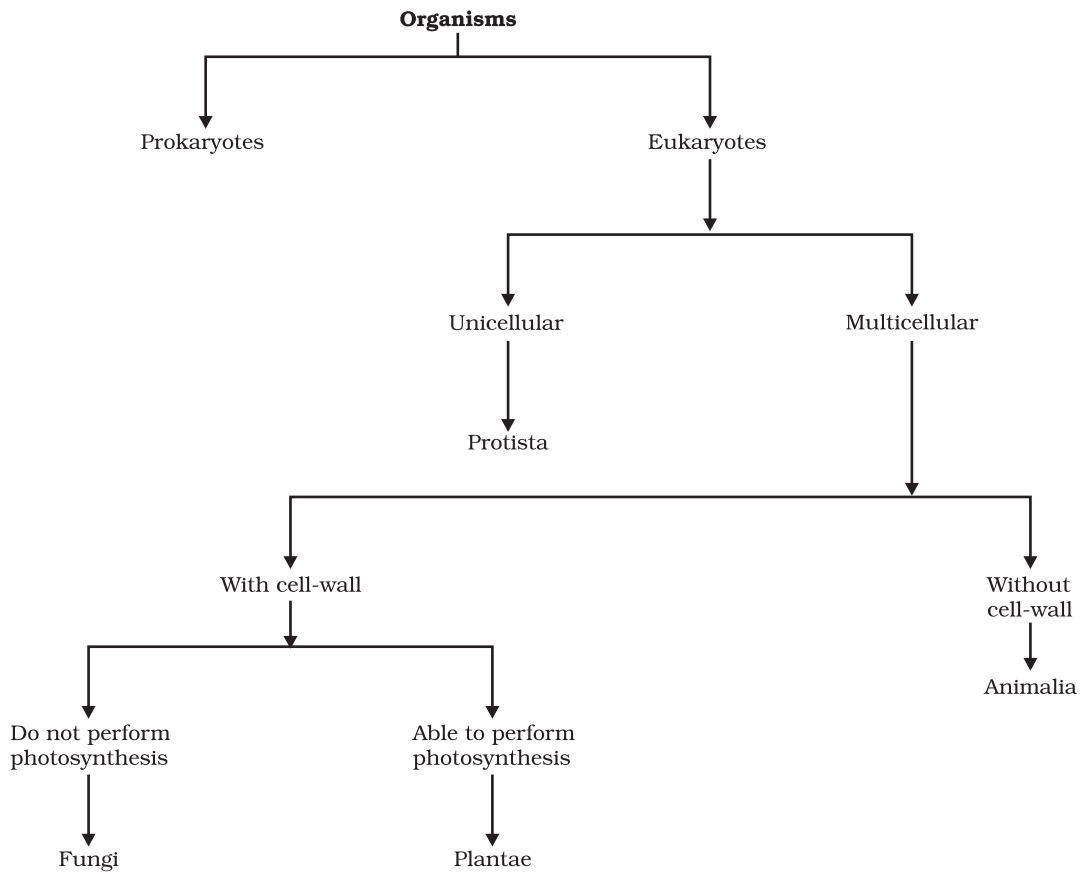 Organisms
Prokaryotes
Eukaryotes
Unicellular
Multicellular
Protista
With cell-wall
Without
cell-wall
Animalia
Do not perform
photosynthesis
Able to perform
photosynthesis
Fungi
Plantae